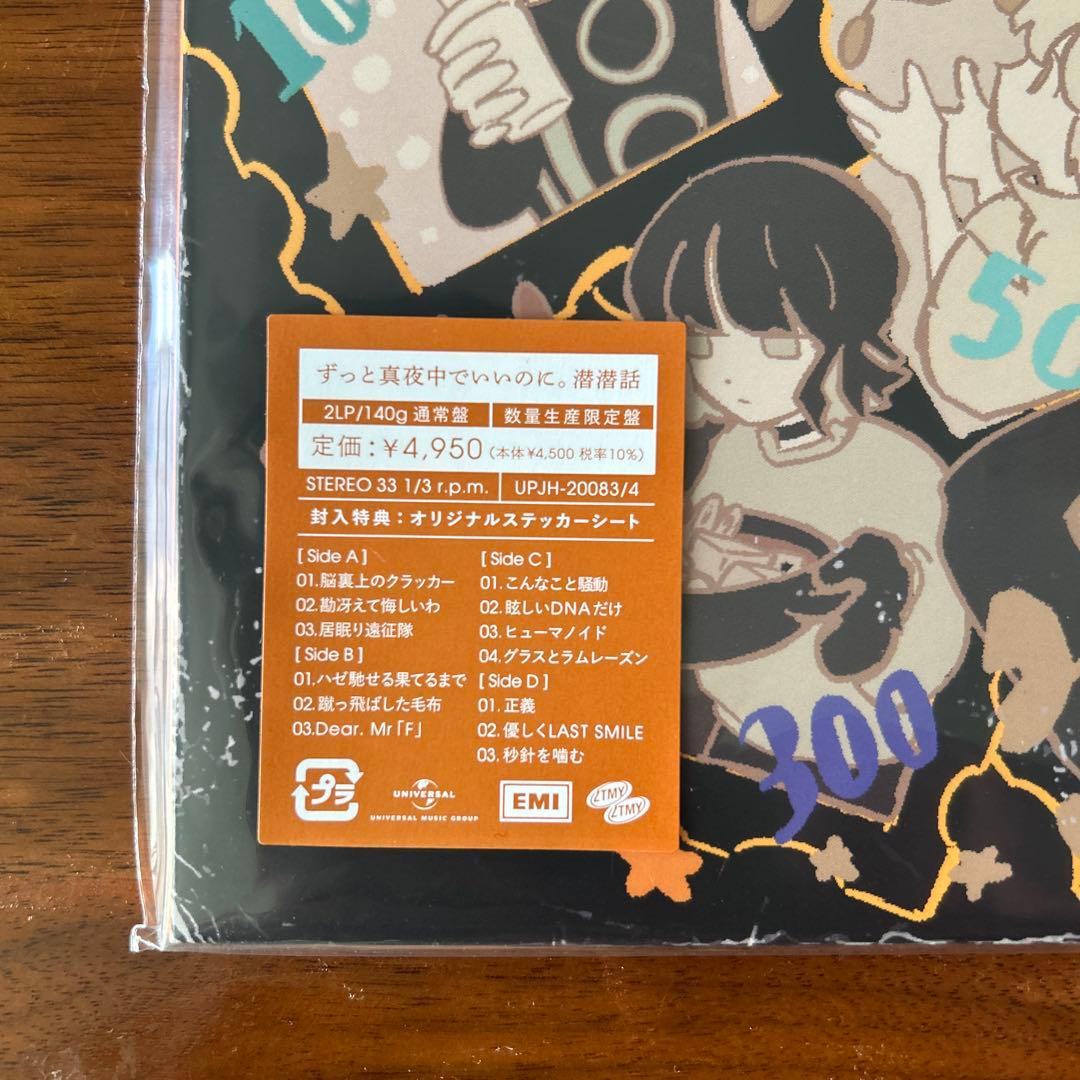 10
50
ずっと真夜中でいいのに。潜潜話
2LP/140g 通常盤 数量生産限定盤
定価:¥4,950(本体¥4,500 税率10%)
STEREO 33 1/3 r.p.m. UPJH-20083/4
封入特典:オリジナルステッカーシート
[Side A]
01.脳裏上のクラッカー
02.勘冴えて悔しいわ
03.居眠り遠征隊
[Side B]
01.ハゼ馳せる果てるまで
02.蹴っ飛ばした毛布
03.Dear. Mr「F」
[Side C]
01.こんなこと騒動
02.眩しいDNAだけ
03.ヒューマノイド
04.グラスとラムレーズン
[Side D]
01.正義
02.優しくLAST SMILE
03.秒針を噛む
プラ
UNIVERSAL
UNIVERSAL MUSIC GROUP
EMI
ZTMY
ZTMY
300